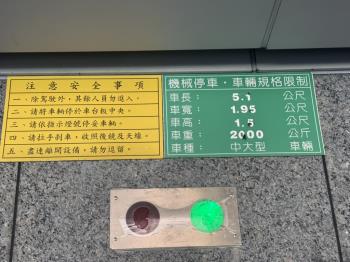 注意安全事項
一、除駕駛外，其餘人員勿進入。
二、請將車輛停於車台板中央。
三、請依指示燈號停妥車輛。
四、請拉手剎車，收照後鏡及天線。
五、盡速離開設備，請勿逗留。
機械停車・車輛規格限制
車長： 5.1 公尺
車寬： 1.95 公尺
車高： 1.5 公尺
車重： 2000 公斤
車種： 中大型 車輛